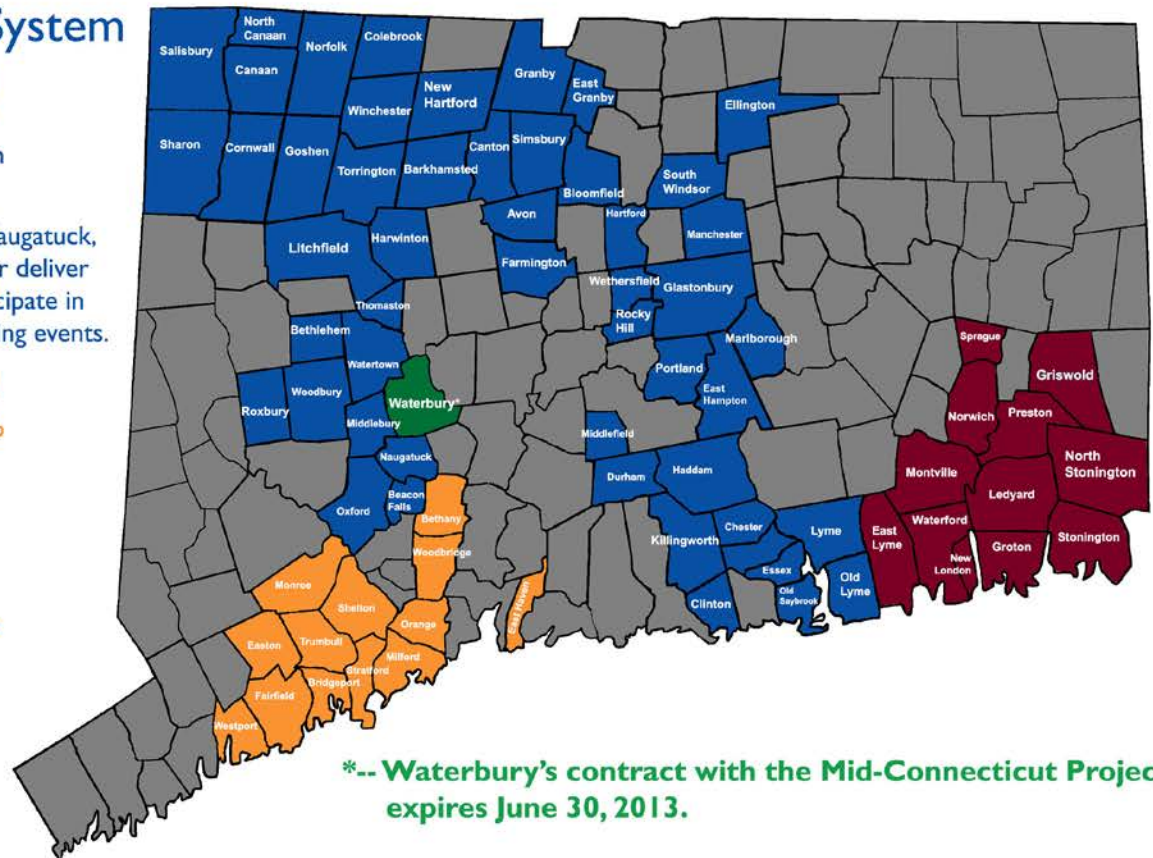 System
augatuck,
r deliver
cipate in
ing events.
Salisbury
North
Canaan
Canaan
Norfolk
Colebrook
Winchester
New
Hartford
Granby
East
Granby
Ellington
Sharon
Cornwall
Goshen
Torrington
Barkhamsted
Canton
Simsbury
Bloomfield
South
Windsor
Avon
Hartford
Manchester
Litchfield
Harwinton
Farmington
Wethersfield
Glastonbury
Thomaston
Rocky
Hill
Marlborough
Bethlehem
Watertown
Portland
East
Hampton
Sprague
Griswold
Roxbury
Woodbury
Waterbury*
Middlebury
Norwich
Preston
Middlefield
Naugatuck
Durham
Haddam
Montville
North
Stonington
Oxford
Beacon
Falls
Bethany
Ledyard
Killingworth
Chester
Lyme
East
Lyme
Waterford
New
London
Groton
Stonington
Woodbridge
Essex
Old
Lyme
Clinton
Old
Saybrook
Monroe
Shelton
Orange
East Haven
Easton
Trumbull
Milford
Stratford
Bridgeport
Fairfield
Westport
*-- Waterbury's contract with the Mid-Connecticut Projec
expires June 30, 2013.